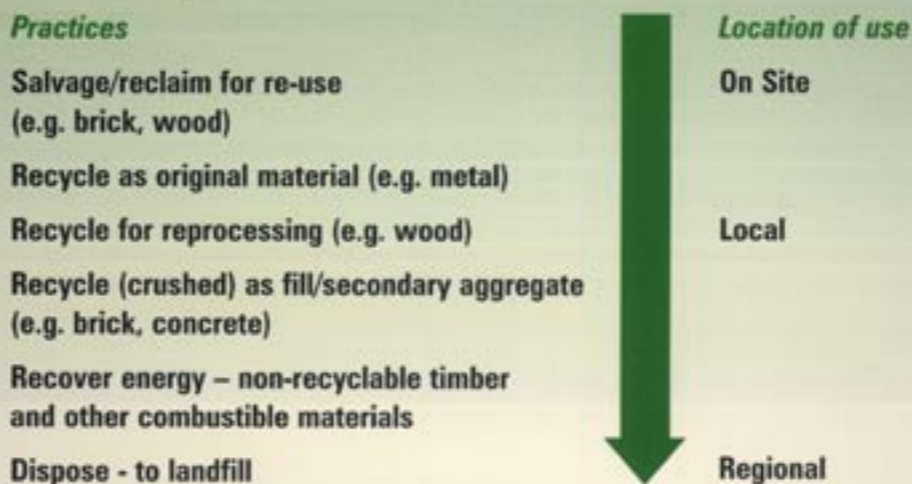 Practices
Location of use
Salvage/reclaim for re-use
(e.g. brick, wood)
On Site
Recycle as original material (e.g. metal)
Recycle for reprocessing (e.g. wood)
Local
Recycle (crushed) as fill/secondary aggregate
(e.g. brick, concrete)
Recover energy – non-recyclable timber
and other combustible materials
Dispose - to landfill
Regional